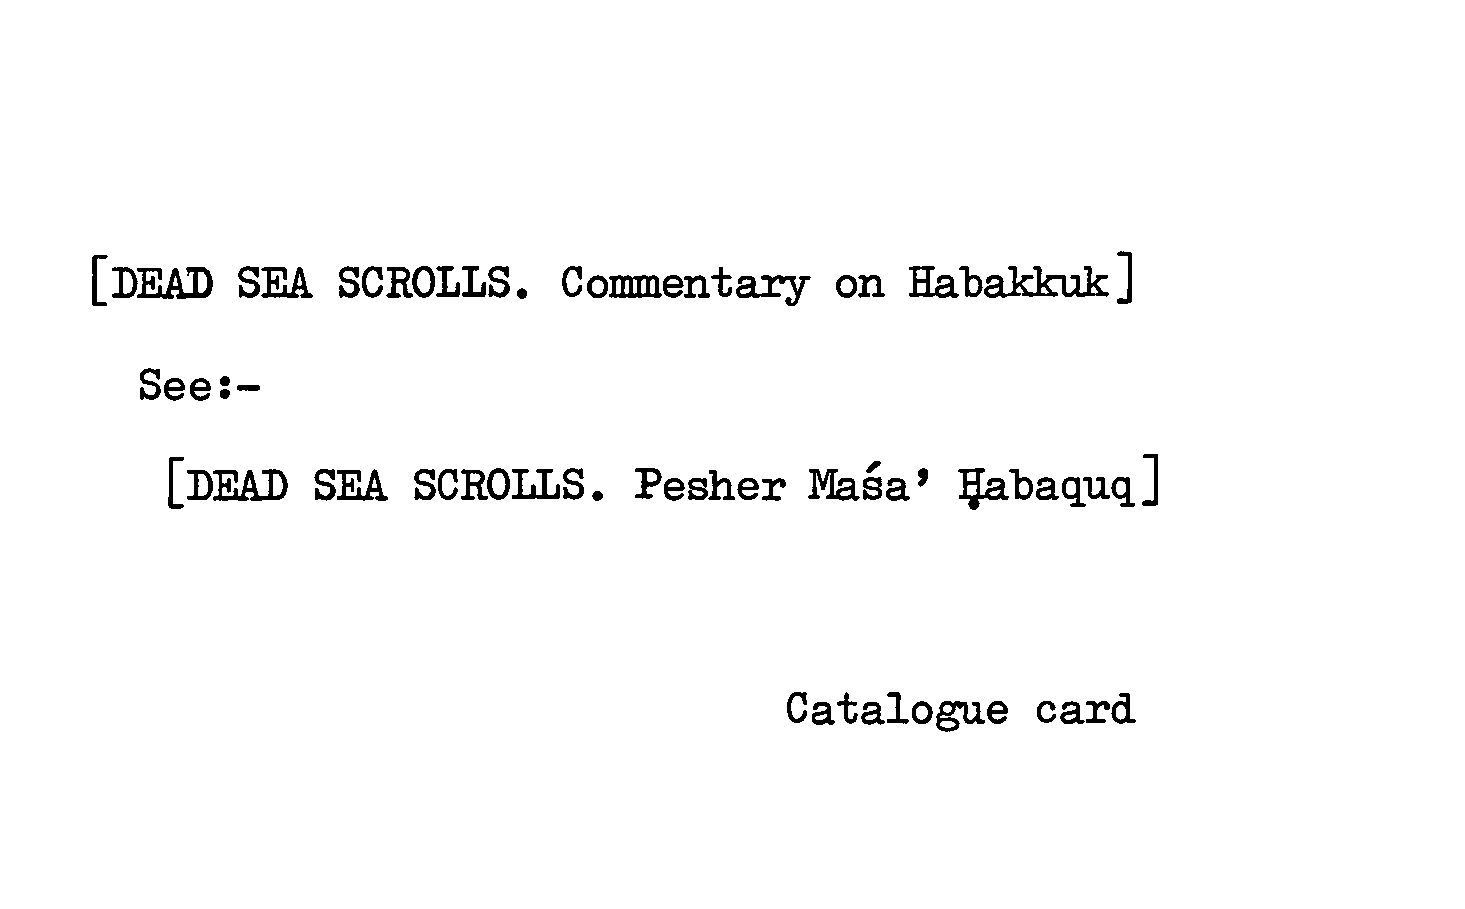 [DEAD SEA SCROLLS. Commentary on Habakkuk]
See:-
[DEAD SEA SCROLLS. Pesher Maśa' Ḥabaquq]
Catalogue card